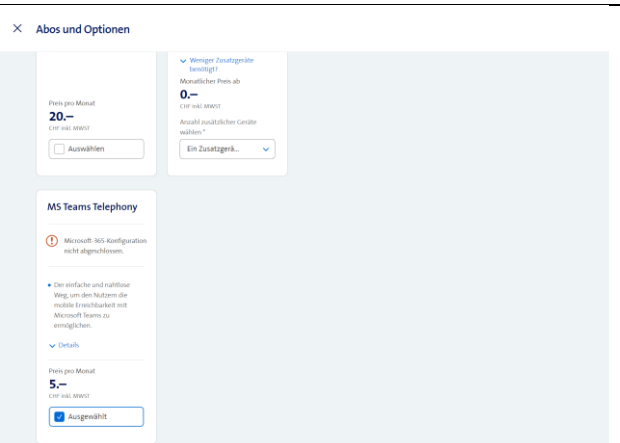 Abos und Optionen
Weniger Zusatzgeräte
benötigt?
Monatlicher Preis ab
0.–
CHF inkl. MWST
Anzahl zusätzlicher Geräte
wählen *
Ein Zusatzgerä...
Preis pro Monat
20.–
CHF inkl. MWST
Auswählen
MS Teams Telephony
Microsoft-365-Konfiguration
nicht abgeschlossen.
Der einfache und nahtlose
Weg, um den Nutzern die
mobile Erreichbarkeit mit
Microsoft Teams zu
ermöglichen.
Details
Preis pro Monat
5.–
CHF inkl. MWST
Ausgewählt